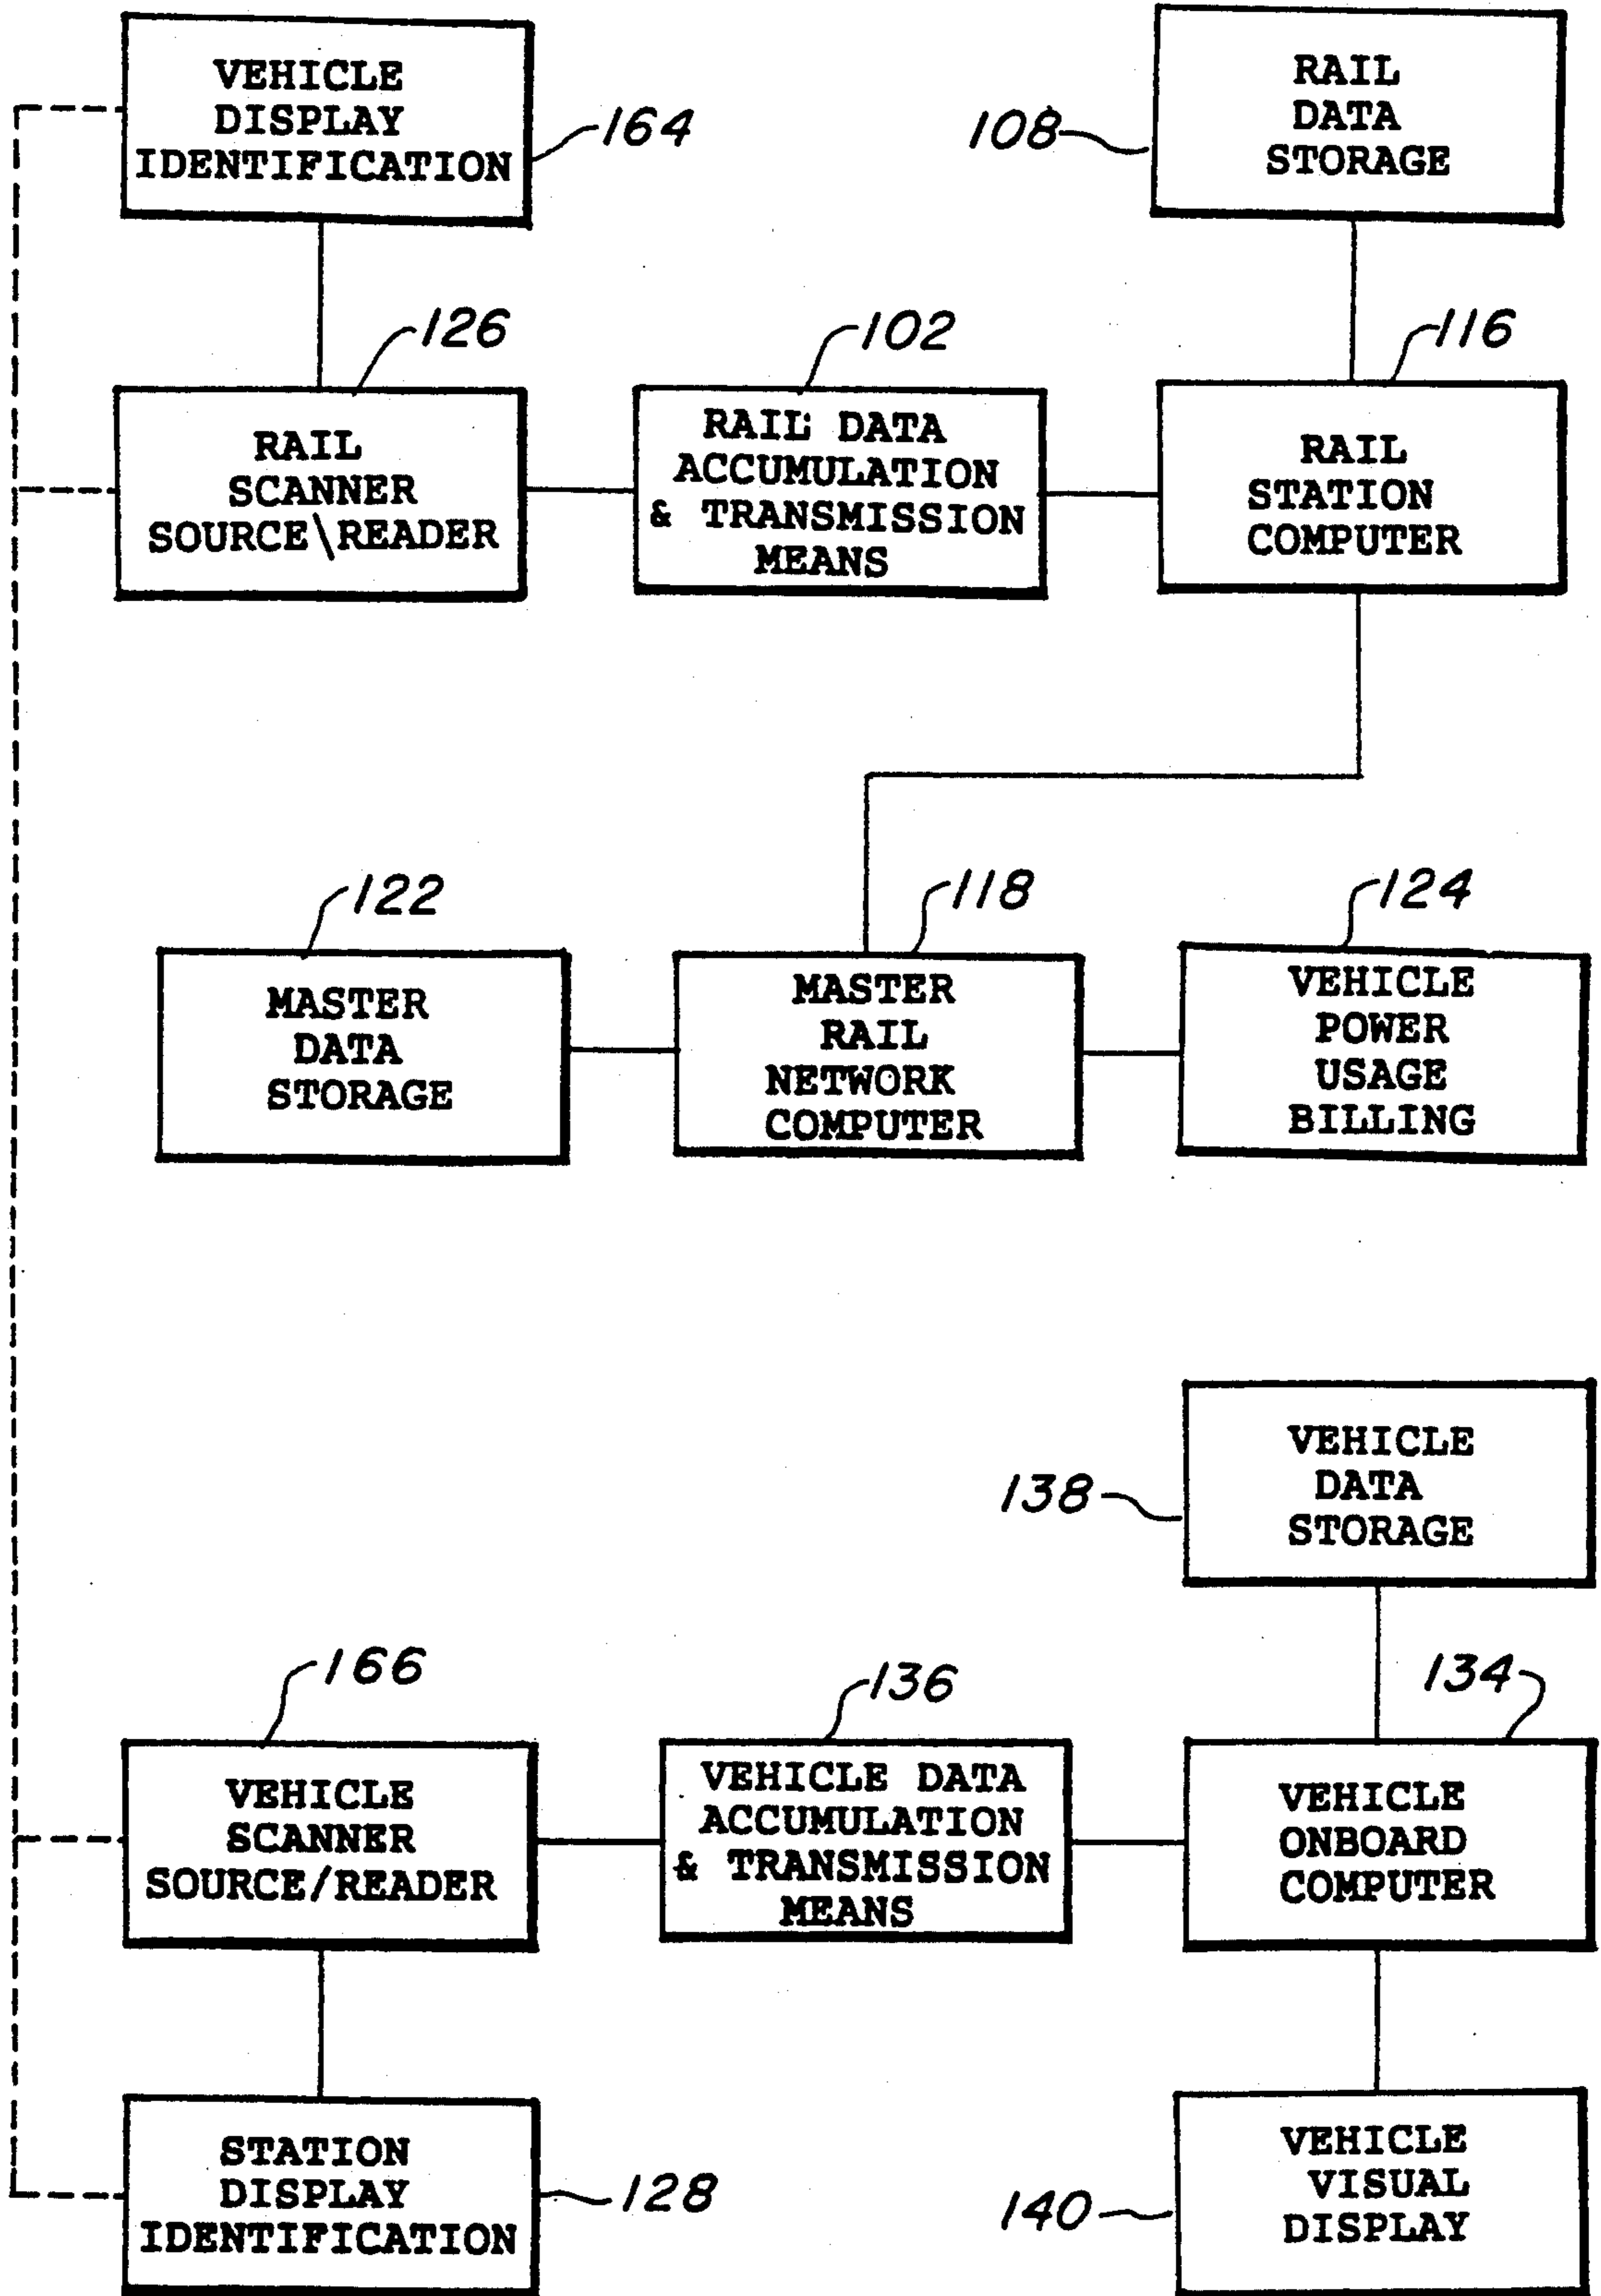 VEHICLE
DISPLAY
IDENTIFICATION
164
108
RAIL
DATA
STORAGE
126
102
116
RAIL
SCANNER
SOURCE\READER
RAIL DATA
ACCUMULATION
& TRANSMISSION
MEANS
RAIL
STATION
COMPUTER
122
118
124
MASTER
DATA
STORAGE
MASTER
RAIL
NETWORK
COMPUTER
VEHICLE
POWER
USAGE
BILLING
138
VEHICLE
DATA
STORAGE
166
136
134
VEHICLE
SCANNER
SOURCE/READER
VEHICLE DATA
ACCUMULATION
& TRANSMISSION
MEANS
VEHICLE
ONBOARD
COMPUTER
STATION
DISPLAY
IDENTIFICATION
128
140
VEHICLE
VISUAL
DISPLAY